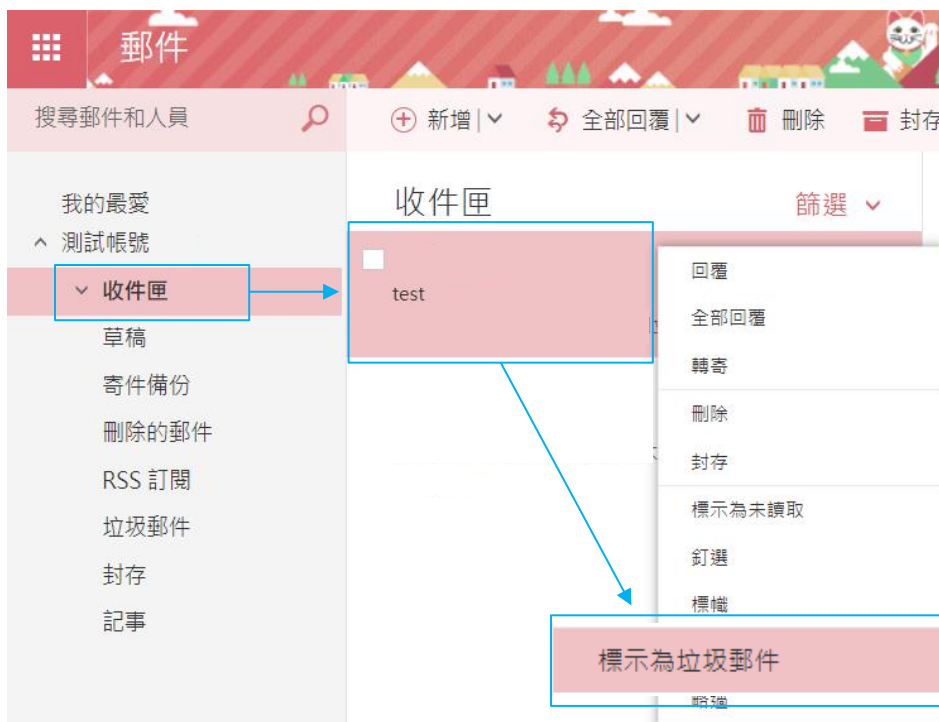 郵件
搜尋郵件和人員
新增
全部回覆
刪除
封存
我的最愛
測試帳號
收件匣
草稿
寄件備份
刪除的郵件
RSS 訂閱
垃圾郵件
封存
記事
收件匣
篩選
test
回覆
全部回覆
轉寄
刪除
封存
標示為未讀取
釘選
標幟
標示為垃圾郵件
略過